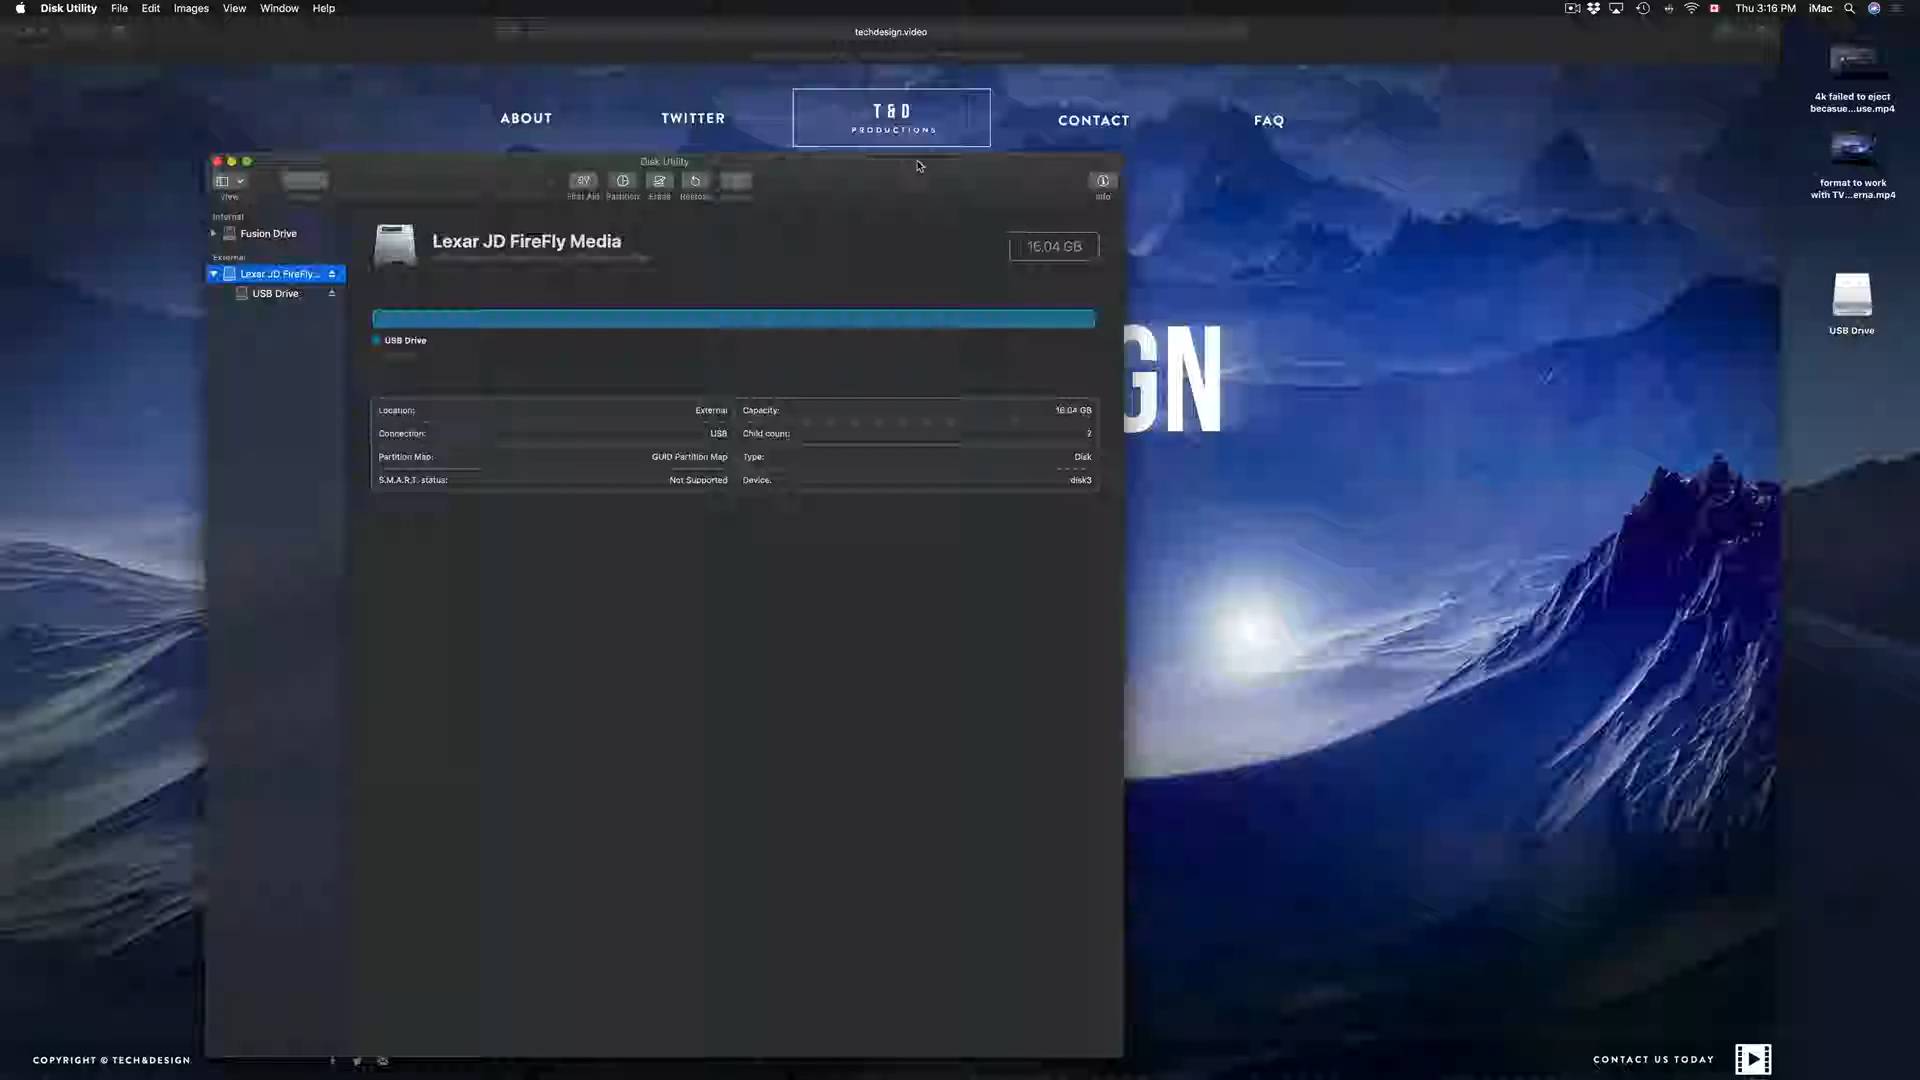 Disk Utility File Edit Images View Window Help
Thu 3:16 PM iMac
techdesign.video
ABOUT TWITTER T&D PRODUCTIONS CONTACT FAQ
4k failed to eject
becasue...use.mp4
format to work
with TV...erna.mp4
USB Drive
GN
Disk Utility
View First Aid Partition Erase Restore Info
Internal
Fusion Drive
External
Lexar JD FireFly...
USB Drive
Lexar JD FireFly Media
16.04 GB
USB Drive
Location: External Capacity: 16.04 GB
Connection: USB Child count: 2
Partition Map: GUID Partition Map Type: Disk
S.M.A.R.T. status: Not Supported Device: disk3
COPYRIGHT © TECH&DESIGN
CONTACT US TODAY